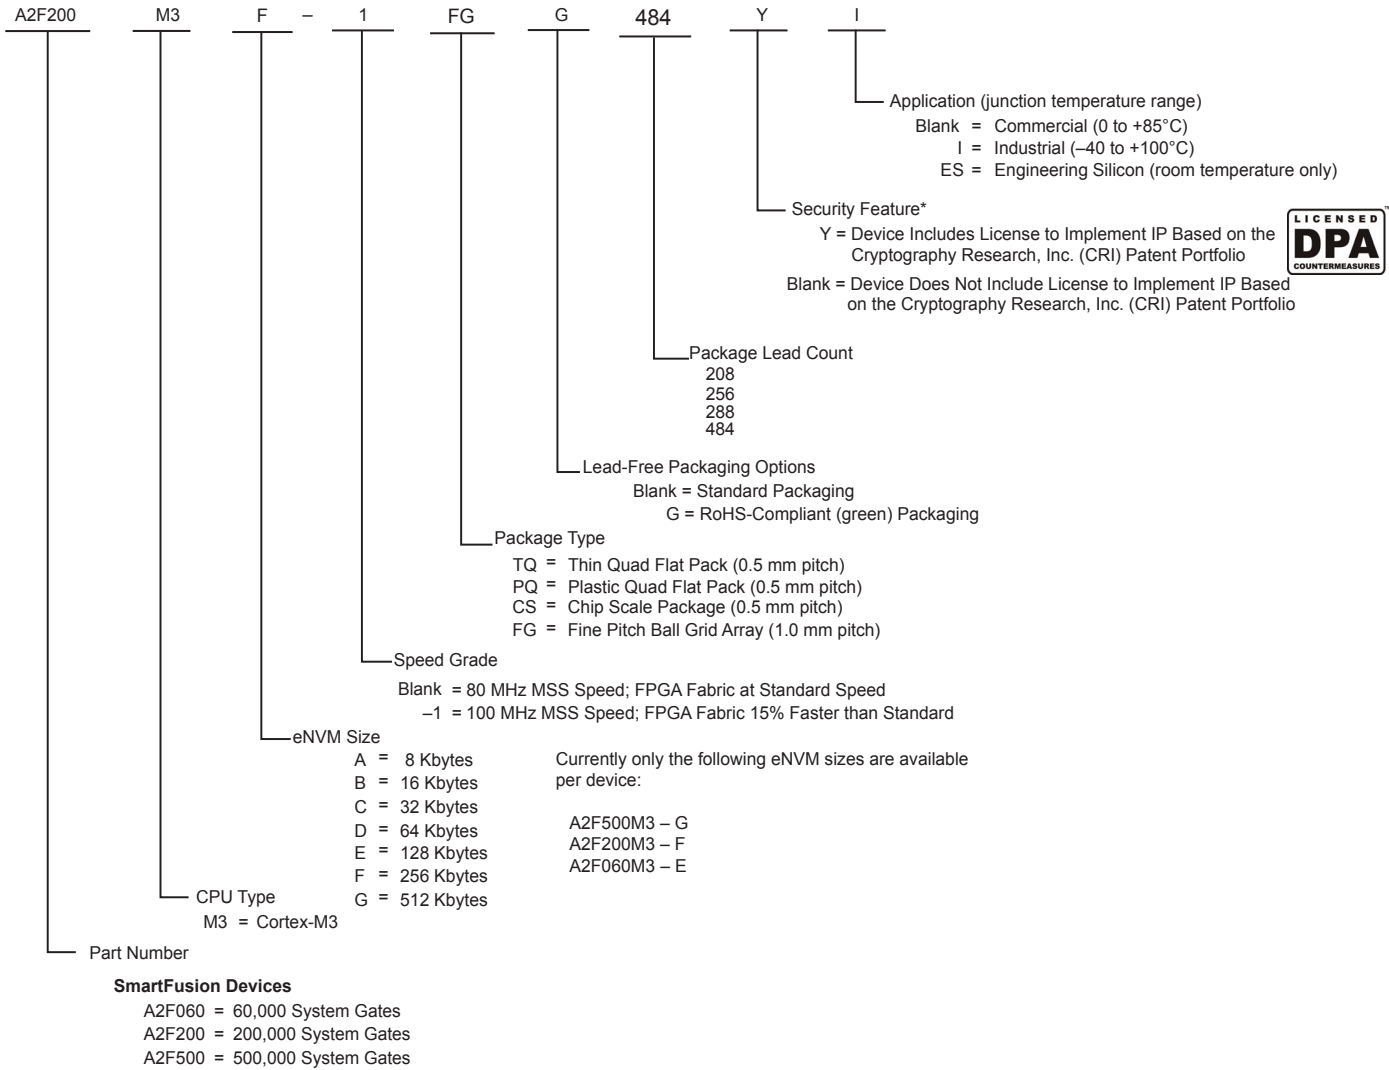 A2F200 M3 F – 1 FG G 484 Y I
Application (junction temperature range)
Blank = Commercial (0 to +85°C)
I = Industrial (–40 to +100°C)
ES = Engineering Silicon (room temperature only)
Security Feature*
Y = Device Includes License to Implement IP Based on the
Cryptography Research, Inc. (CRI) Patent Portfolio
Blank = Device Does Not Include License to Implement IP Based
on the Cryptography Research, Inc. (CRI) Patent Portfolio
LICENSED
DPA
COUNTERMEASURES
™
Package Lead Count
208
256
288
484
Lead-Free Packaging Options
Blank = Standard Packaging
G = RoHS-Compliant (green) Packaging
Package Type
TQ = Thin Quad Flat Pack (0.5 mm pitch)
PQ = Plastic Quad Flat Pack (0.5 mm pitch)
CS = Chip Scale Package (0.5 mm pitch)
FG = Fine Pitch Ball Grid Array (1.0 mm pitch)
Speed Grade
Blank = 80 MHz MSS Speed; FPGA Fabric at Standard Speed
–1 = 100 MHz MSS Speed; FPGA Fabric 15% Faster than Standard
eNVM Size
A = 8 Kbytes
B = 16 Kbytes
C = 32 Kbytes
D = 64 Kbytes
E = 128 Kbytes
F = 256 Kbytes
G = 512 Kbytes
Currently only the following eNVM sizes are available
per device:
A2F500M3 – G
A2F200M3 – F
A2F060M3 – E
CPU Type
M3 = Cortex-M3
Part Number
SmartFusion Devices
A2F060 = 60,000 System Gates
A2F200 = 200,000 System Gates
A2F500 = 500,000 System Gates